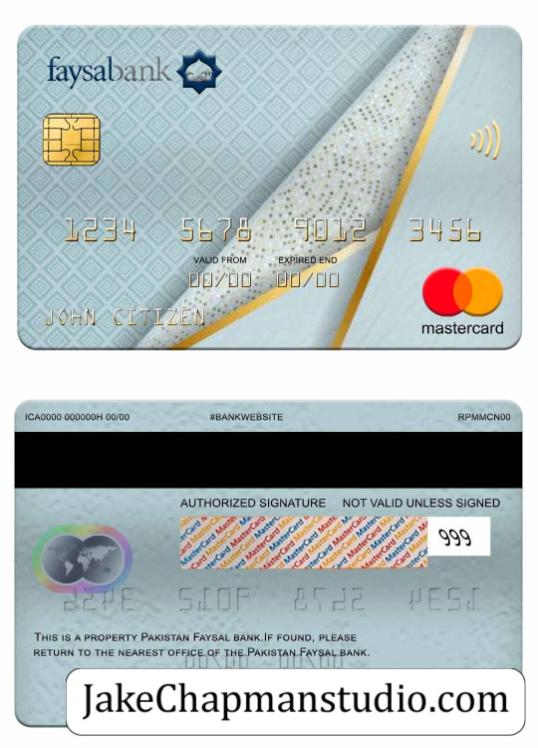 faysabank
1234 5678 9012 3456
VALID FROM EXPIRED END
00/00 00/00
JOHN CITIZEN
mastercard
ICA0000 000000H 00/00 #BANKWEBSITE RPMMCN00
AUTHORIZED SIGNATURE NOT VALID UNLESS SIGNED
999
THIS IS A PROPERTY PAKISTAN FAYSAL BANK.IF FOUND, PLEASE
RETURN TO THE NEAREST OFFICE OF THE PAKISTAN FAYSAL BANK.
JakeChapmanstudio.com